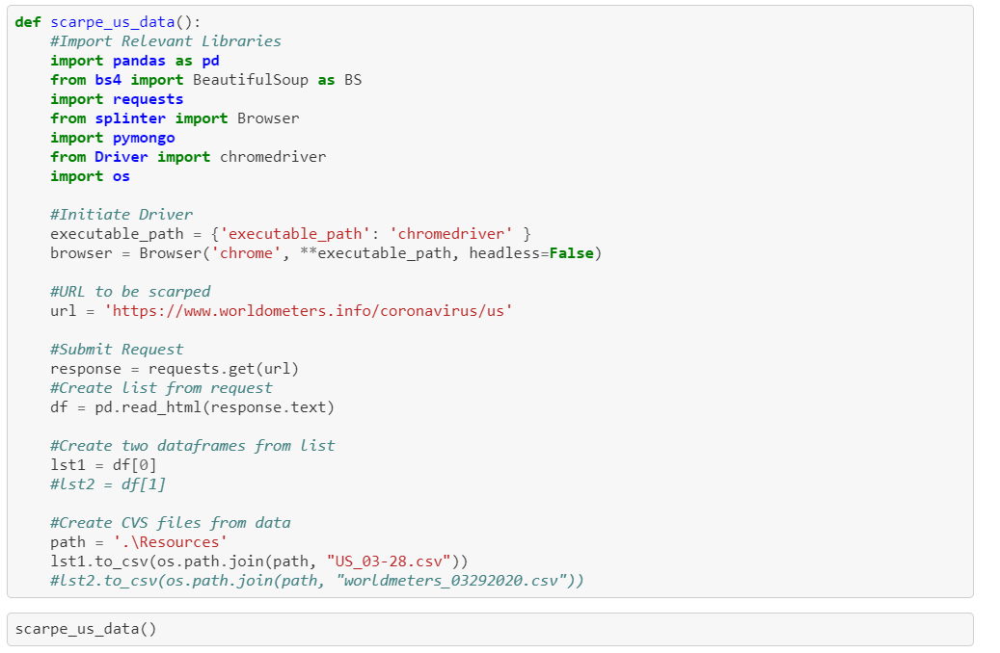 def scarpe_us_data():
    #Import Relevant Libraries
    import pandas as pd
    from bs4 import BeautifulSoup as BS
    import requests
    from splinter import Browser
    import pymongo
    from Driver import chromedriver
    import os

    #Initiate Driver
    executable_path = {'executable_path': 'chromedriver' }
    browser = Browser('chrome', **executable_path, headless=False)

    #URL to be scarped
    url = 'https://www.worldometers.info/coronavirus/us'

    #Submit Request
    response = requests.get(url)
    #Create list from request
    df = pd.read_html(response.text)

    #Create two dataframes from list
    lst1 = df[0]
    #lst2 = df[1]

    #Create CVS files from data
    path = '.\Resources'
    lst1.to_csv(os.path.join(path, "US_03-28.csv"))
    #lst2.to_csv(os.path.join(path, "worldmeters_03292020.csv"))

scarpe_us_data()